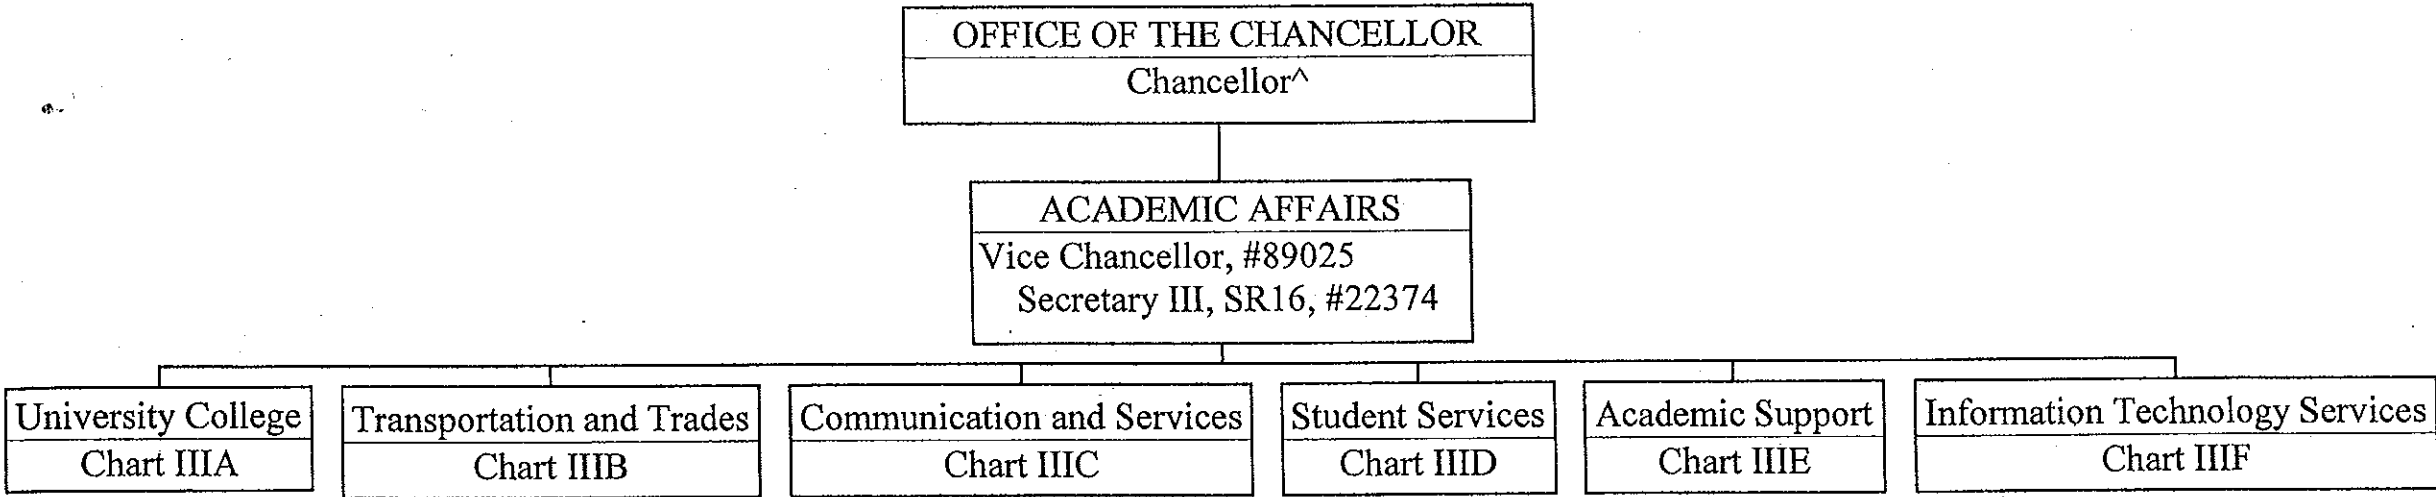 OFFICE OF THE CHANCELLOR
Chancellor^
ACADEMIC AFFAIRS
Vice Chancellor, #89025
Secretary III, SR16, #22374
University College
Chart IIIA
Transportation and Trades
Chart IIIB
Communication and Services
Chart IIIC
Student Services
Chart IIID
Academic Support
Chart IIIE
Information Technology Services
Chart IIIF